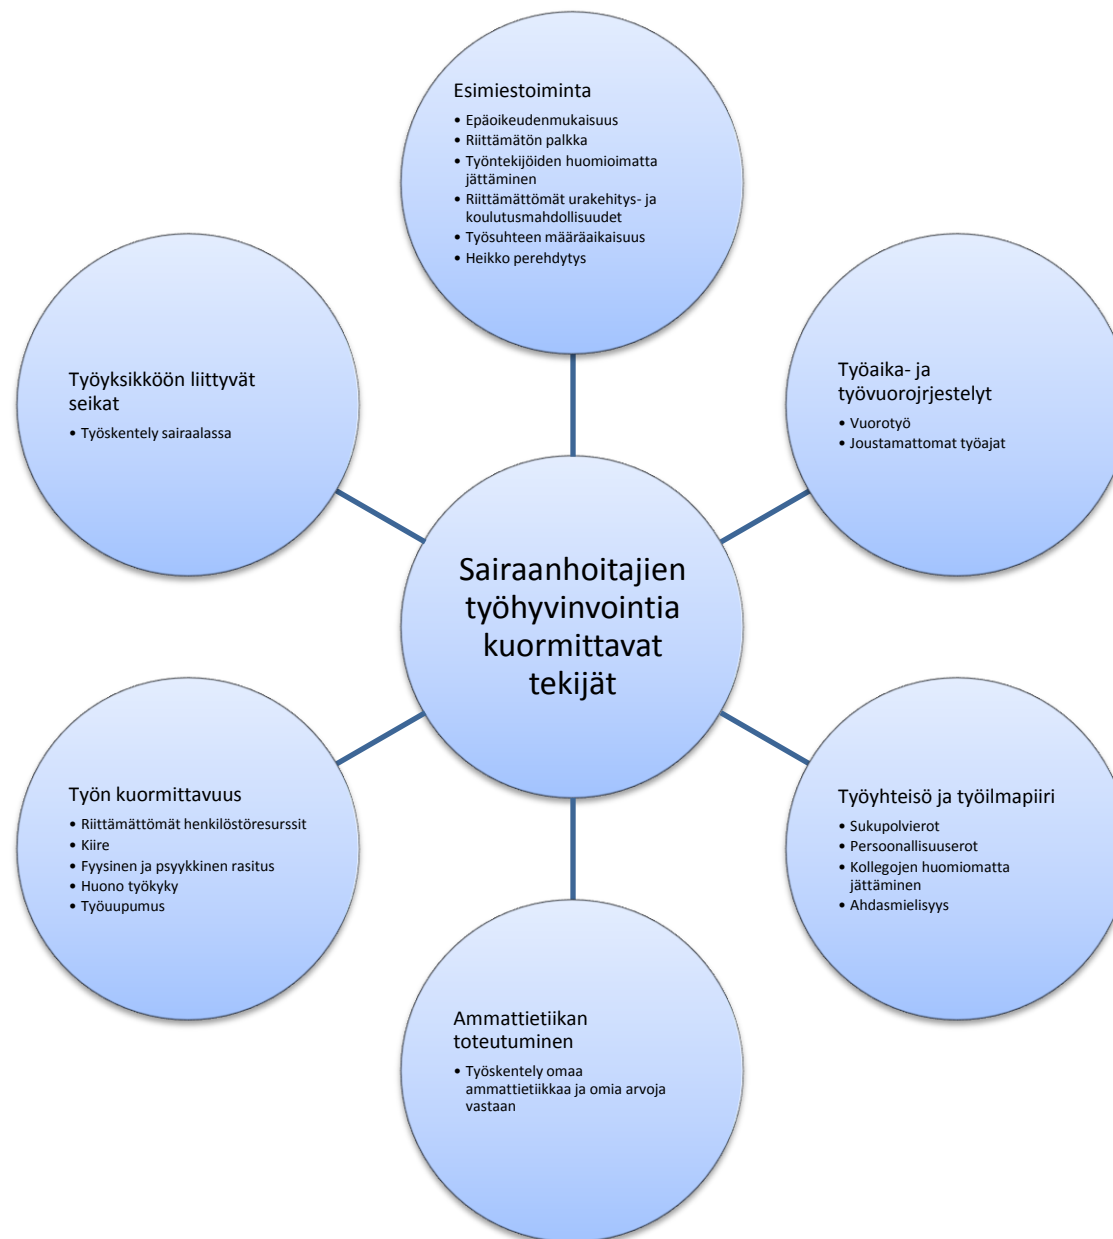 Esimiestoiminta
• Epäoikeudenmukaisuus
• Riittämätön palkka
• Työntekijöiden huomioimatta
jättäminen
• Riittämättömät urakehitys- ja
koulutusmahdollisuudet
• Työsuhteen määräaikaisuus
• Heikko perehdytys
Työaika- ja
työvuorojrjestelyt
• Vuorotyö
• Joustamattomat työajat
Työyhteisö ja työilmapiiri
• Sukupolvierot
• Persoonallisuuserot
• Kollegojen huomiomatta
jättäminen
• Ahdasmielisyys
Ammattietiikan
toteutuminen
• Työskentely omaa
ammattietiikkaa ja omia arvoja
vastaan
Työn kuormittavuus
• Riittämättömät henkilöstöresurssit
• Kiire
• Fyysinen ja psyykkinen rasitus
• Huono työkyky
• Työuupumus
Työyksikköön liittyvät
seikat
• Työskentely sairaalassa
Sairaanhoitajien
työhyvinvointia
kuormittavat
tekijät